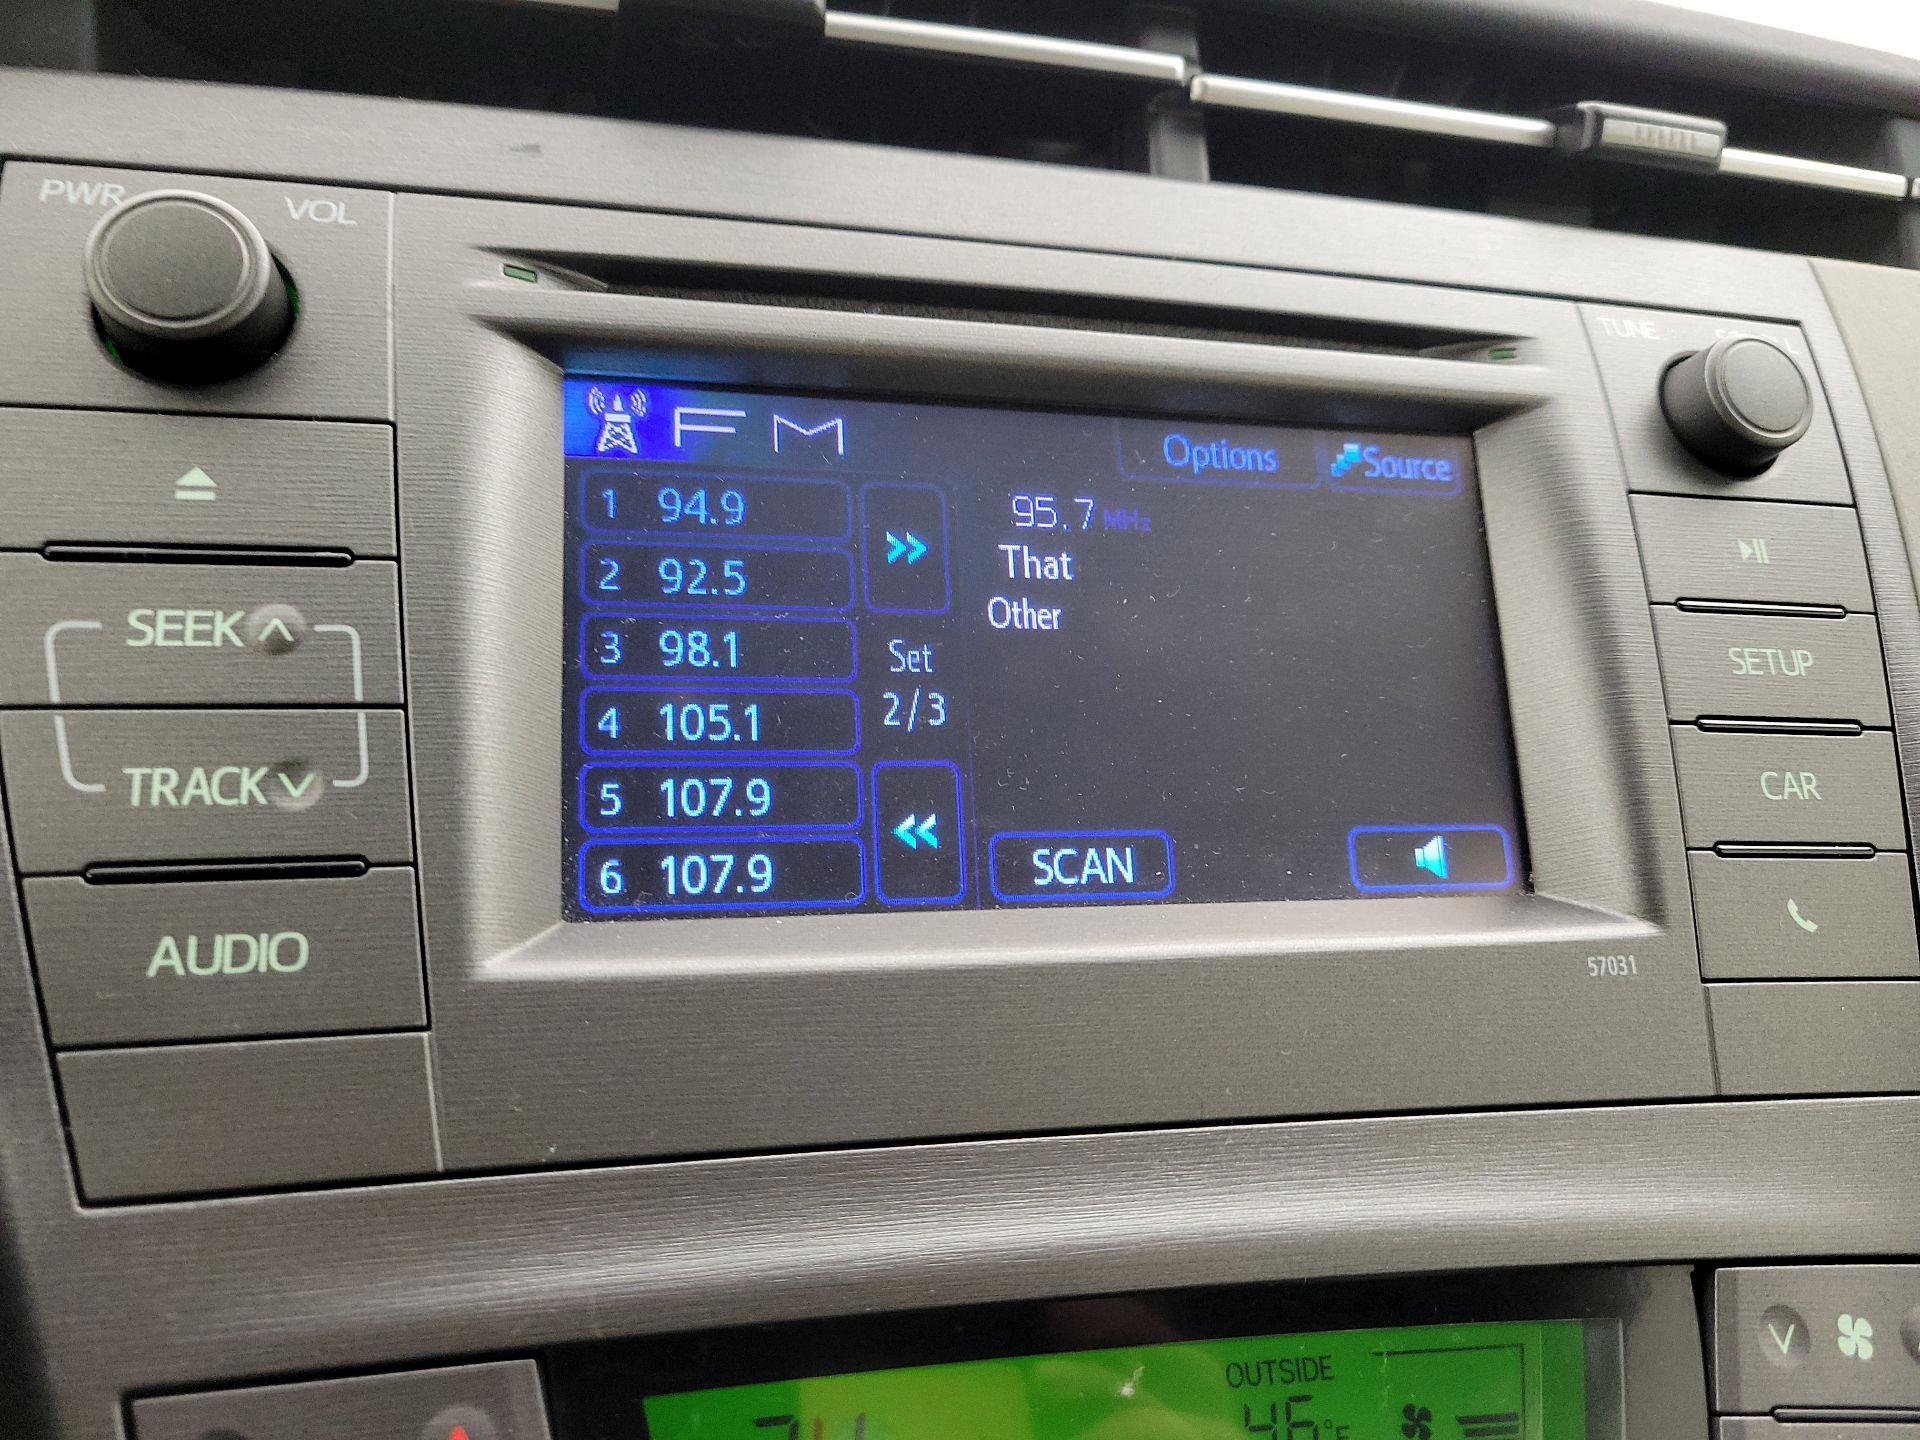 PWR VOL
TUNE
FM
Options
Source
1 94.9
2 92.5
3 98.1
4 105.1
5 107.9
6 107.9
Set
2/3
95.7 MHz
That
Other
SCAN
SEEK
TRACK
AUDIO
SETUP
CAR
57031
OUTSIDE
46°F